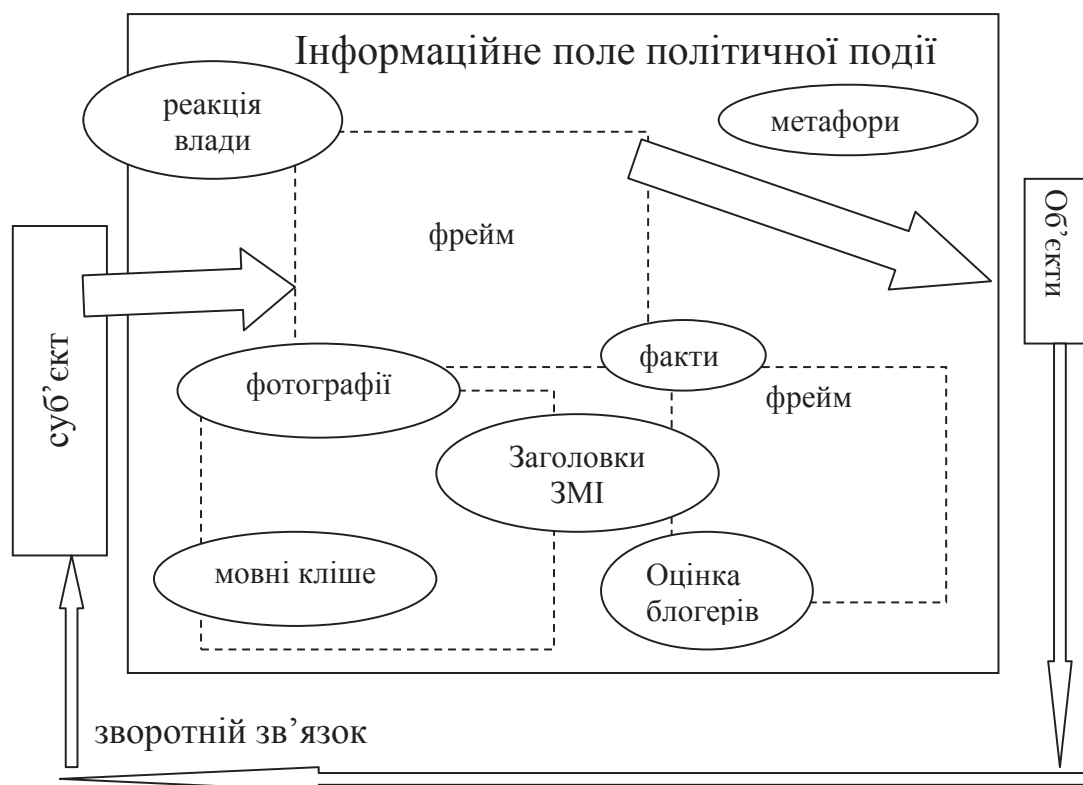 Інформаційне поле політичної події
реакція
влади
метафори
фрейм
суб’єкт
Об’єкти
факти
фотографії
фрейм
Заголовки
ЗМІ
мовні кліше
Оцінка
блогерів
зворотній зв’язок